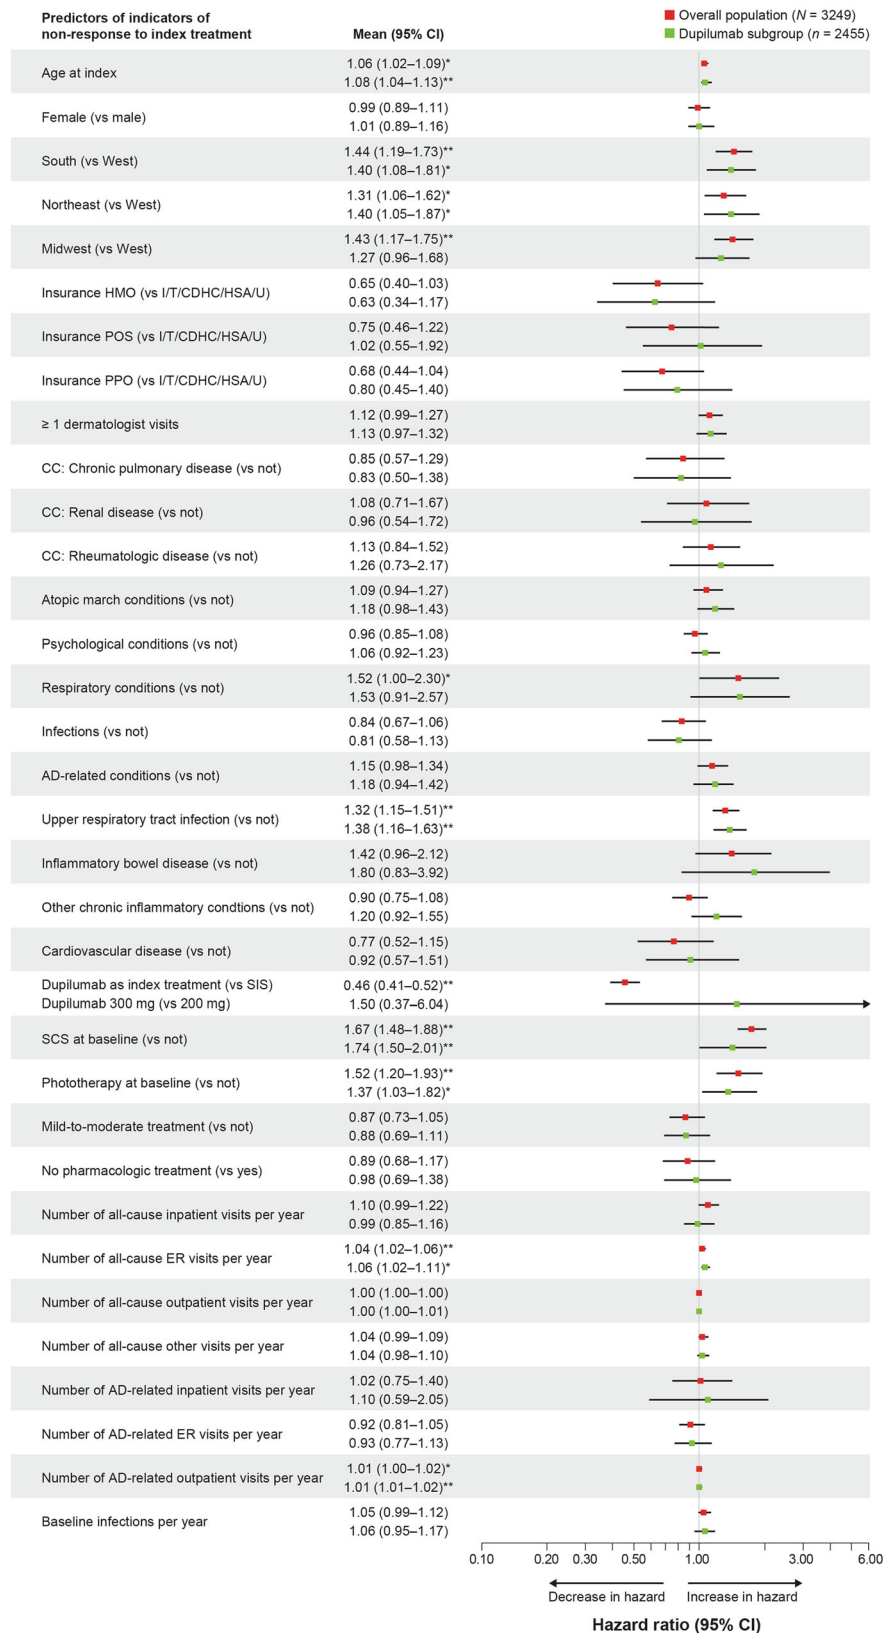 Predictors of indicators of
non-response to index treatment
Mean (95% CI)
Overall population (N = 3249)
Dupilumab subgroup (n = 2455)
Age at index
1.06 (1.02–1.09)*
1.08 (1.04–1.13)**
Female (vs male)
0.99 (0.89–1.11)
1.01 (0.89–1.16)
South (vs West)
1.44 (1.19–1.73)**
1.40 (1.08–1.81)*
Northeast (vs West)
1.31 (1.06–1.62)*
1.40 (1.05–1.87)*
Midwest (vs West)
1.43 (1.17–1.75)**
1.27 (0.96–1.68)
Insurance HMO (vs I/T/CDHC/HSA/U)
0.65 (0.40–1.03)
0.63 (0.34–1.17)
Insurance POS (vs I/T/CDHC/HSA/U)
0.75 (0.46–1.22)
1.02 (0.55–1.92)
Insurance PPO (vs I/T/CDHC/HSA/U)
0.68 (0.44–1.04)
0.80 (0.45–1.40)
≥ 1 dermatologist visits
1.12 (0.99–1.27)
1.13 (0.97–1.32)
CC: Chronic pulmonary disease (vs not)
0.85 (0.57–1.29)
0.83 (0.50–1.38)
CC: Renal disease (vs not)
1.08 (0.71–1.67)
0.96 (0.54–1.72)
CC: Rheumatologic disease (vs not)
1.13 (0.84–1.52)
1.26 (0.73–2.17)
Atopic march conditions (vs not)
1.09 (0.94–1.27)
1.18 (0.98–1.43)
Psychological conditions (vs not)
0.96 (0.85–1.08)
1.06 (0.92–1.23)
Respiratory conditions (vs not)
1.52 (1.00–2.30)*
1.53 (0.91–2.57)
Infections (vs not)
0.84 (0.67–1.06)
0.81 (0.58–1.13)
AD-related conditions (vs not)
1.15 (0.98–1.34)
1.18 (0.94–1.42)
Upper respiratory tract infection (vs not)
1.32 (1.15–1.51)**
1.38 (1.16–1.63)**
Inflammatory bowel disease (vs not)
1.42 (0.96–2.12)
1.80 (0.83–3.92)
Other chronic inflammatory condtions (vs not)
0.90 (0.75–1.08)
1.20 (0.92–1.55)
Cardiovascular disease (vs not)
0.77 (0.52–1.15)
0.92 (0.57–1.51)
Dupilumab as index treatment (vs SIS)
0.46 (0.41–0.52)**
Dupilumab 300 mg (vs 200 mg)
1.50 (0.37–6.04)
SCS at baseline (vs not)
1.67 (1.48–1.88)**
1.74 (1.50–2.01)**
Phototherapy at baseline (vs not)
1.52 (1.20–1.93)**
1.37 (1.03–1.82)*
Mild-to-moderate treatment (vs not)
0.87 (0.73–1.05)
0.88 (0.69–1.11)
No pharmacologic treatment (vs yes)
0.89 (0.68–1.17)
0.98 (0.69–1.38)
Number of all-cause inpatient visits per year
1.10 (0.99–1.22)
0.99 (0.85–1.16)
Number of all-cause ER visits per year
1.04 (1.02–1.06)**
1.06 (1.02–1.11)*
Number of all-cause outpatient visits per year
1.00 (1.00–1.00)
1.00 (1.00–1.01)
Number of all-cause other visits per year
1.04 (0.99–1.09)
1.04 (0.98–1.10)
Number of AD-related inpatient visits per year
1.02 (0.75–1.40)
1.10 (0.59–2.05)
Number of AD-related ER visits per year
0.92 (0.81–1.05)
0.93 (0.77–1.13)
Number of AD-related outpatient visits per year
1.01 (1.00–1.02)*
1.01 (1.01–1.02)**
Baseline infections per year
1.05 (0.99–1.12)
1.06 (0.95–1.17)
0.10 0.20 0.30 0.50 1.00 3.00 6.00
Decrease in hazard Increase in hazard
Hazard ratio (95% CI)